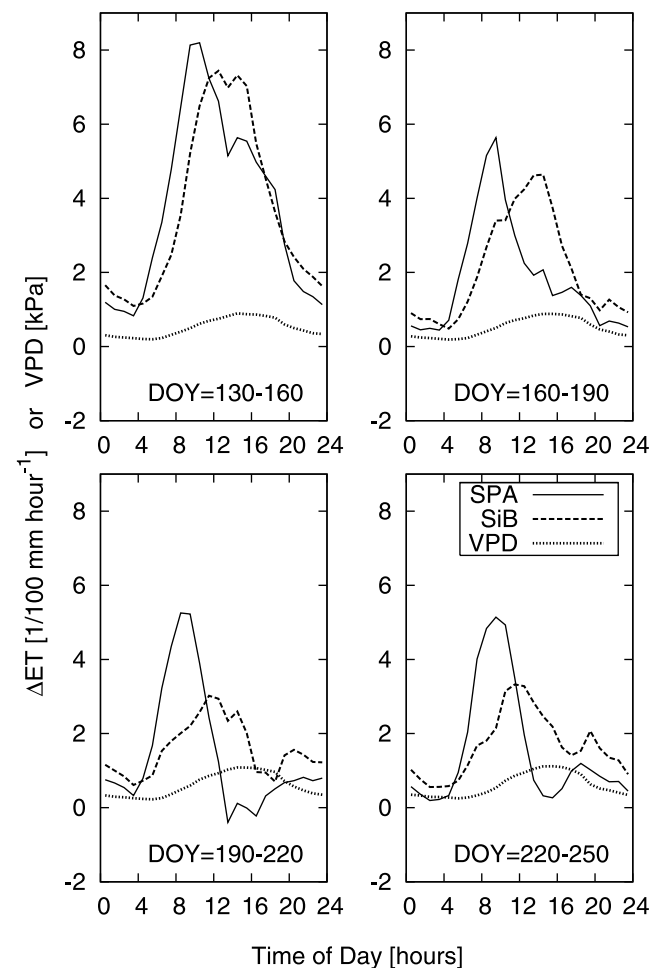 8
6
4
2
0
-2
0 4 8 12 16 20 24
DOY=130-160
8
6
4
2
0
-2
0 4 8 12 16 20 24
DOY=160-190
ΔET [1/100 mm hour-1] or VPD [kPa]
8
6
4
2
0
-2
0 4 8 12 16 20 24
DOY=190-220
8
6
4
2
0
-2
0 4 8 12 16 20 24
SPA
SiB
VPD
DOY=220-250
Time of Day [hours]